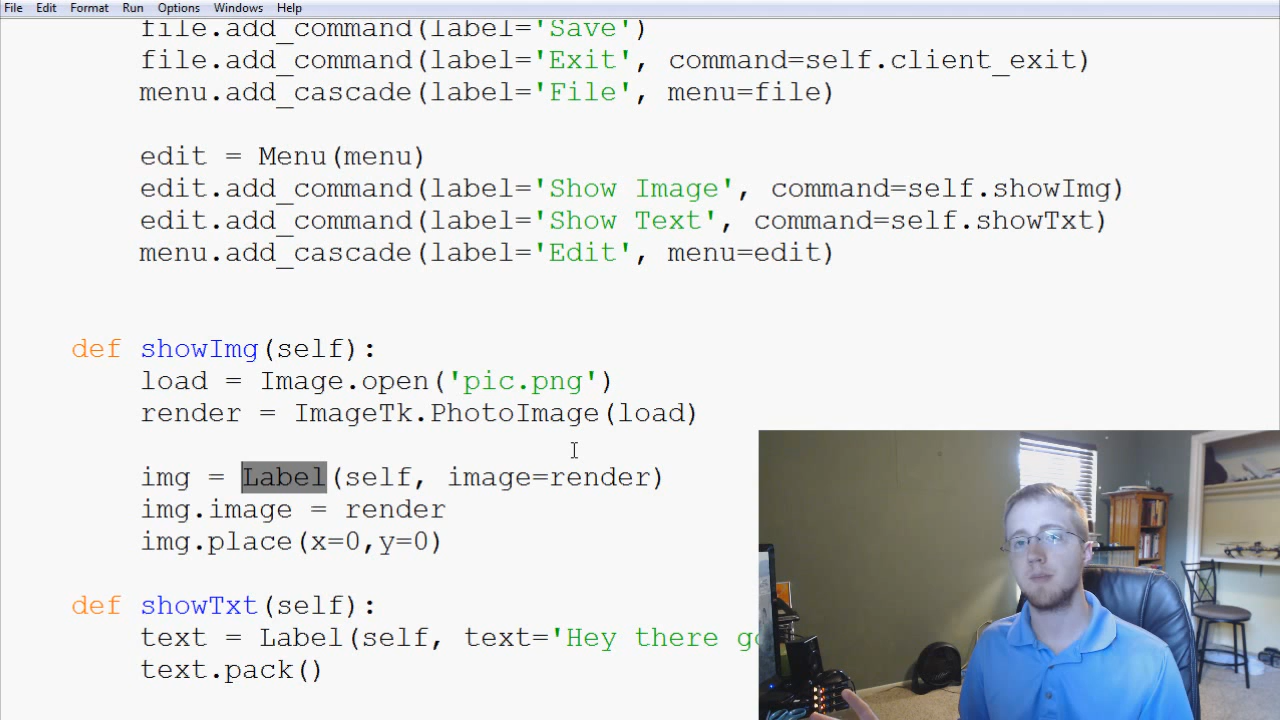 File Edit Format Run Options Windows Help
file.add_command(label='Save')
file.add_command(label='Exit', command=self.client_exit)
menu.add_cascade(label='File', menu=file)
edit = Menu(menu)
edit.add_command(label='Show Image', command=self.showImg)
edit.add_command(label='Show Text', command=self.showTxt)
menu.add_cascade(label='Edit', menu=edit)
def showImg(self):
load = Image.open('pic.png')
render = ImageTk.PhotoImage(load)
img = Label(self, image=render)
img.image = render
img.place(x=0,y=0)
def showTxt(self):
text = Label(self, text='Hey there
text.pack()